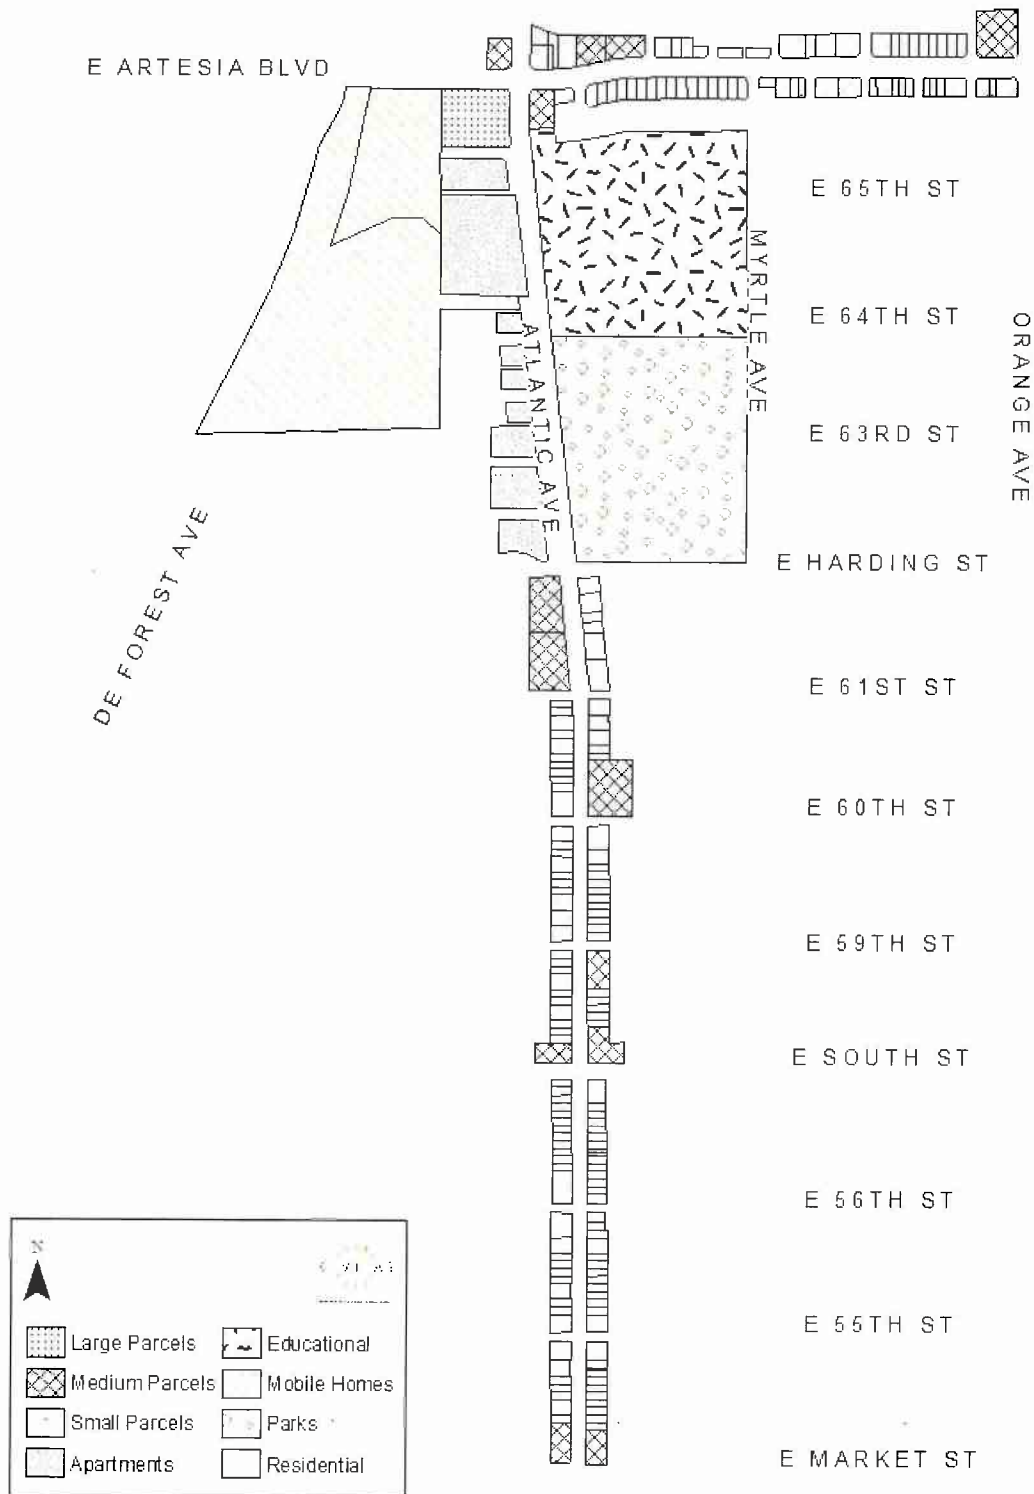 E ARTESIA BLVD
E 65TH ST
MYRTLE AVE
E 64TH ST
ORANGE AVE
ATLANTIC AVE
E 63RD ST
DE FOREST AVE
E HARDING ST
E 61ST ST
E 60TH ST
E 59TH ST
E SOUTH ST
E 56TH ST
E 55TH ST
E MARKET ST
N
Large Parcels
Educational
Medium Parcels
Mobile Homes
Small Parcels
Parks
Apartments
Residential